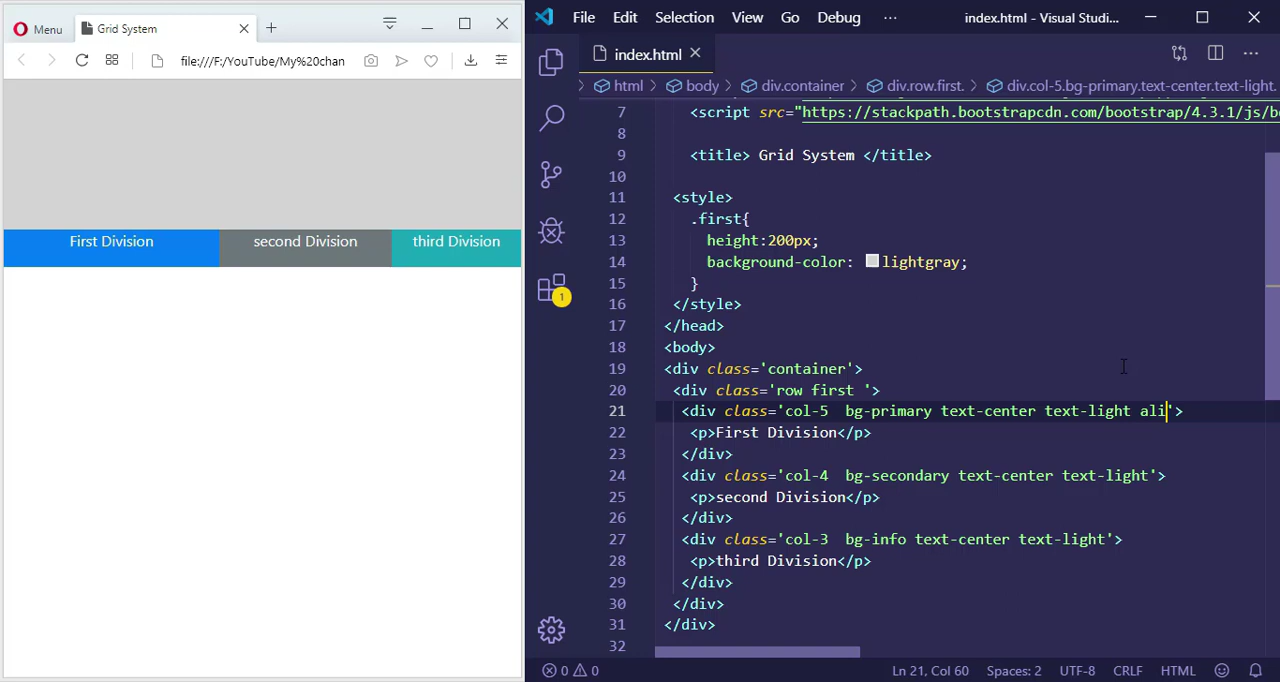 Menu
Grid System
file:///F:/YouTube/My%20chan
First Division
second Division
third Division
File Edit Selection View Go Debug ··· index.html - Visual Studi...
index.html
html body div.container div.row.first. div.col-5.bg-primary.text-center.text-light.
7 <script src="https://stackpath.bootstrapcdn.com/bootstrap/4.3.1/js/b
8
9 <title> Grid System </title>
10
11 <style>
12 .first{
13 height:200px;
14 background-color: lightgray;
15 }
16 </style>
17 </head>
18 <body>
19 <div class='container'>
20 <div class='row first '>
21 <div class='col-5  bg-primary text-center text-light ali'>
22 <p>First Division</p>
23 </div>
24 <div class='col-4  bg-secondary text-center text-light'>
25 <p>second Division</p>
26 </div>
27 <div class='col-3  bg-info text-center text-light'>
28 <p>third Division</p>
29 </div>
30 </div>
31 </div>
32
1
0 0 Ln 21, Col 60 Spaces: 2 UTF-8 CRLF HTML